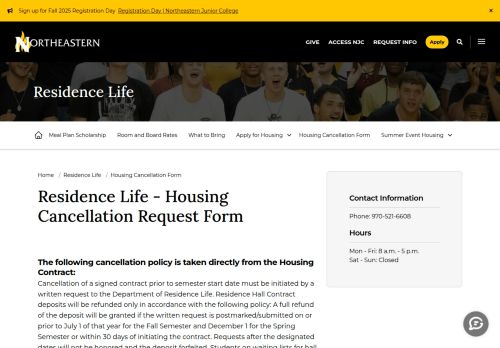 Sign up for Fall 2025 Registration Day Registration Day | Northeastern Junior College
×
NORTHEASTERN
GIVE ACCESS NJC REQUEST INFO Apply
Residence Life
Meal Plan Scholarship Room and Board Rates What to Bring Apply for Housing Housing Cancellation Form Summer Event Housing
Home / Residence Life / Housing Cancellation Form
Residence Life - Housing
Cancellation Request Form
Contact Information
Phone: 970-521-6608
Hours
Mon - Fri: 8 a.m. - 5 p.m.
Sat - Sun: Closed
The following cancellation policy is taken directly from the Housing
Contract:
Cancellation of a signed contract prior to semester start date must be initiated by a
written request to the Department of Residence Life. Residence Hall Contract
deposits will be refunded only in accordance with the following policy: A full refund
of the deposit will be granted if the written request is postmarked/submitted on or
prior to July 1 of that year for the Fall Semester and December 1 for the Spring
Semester or within 30 days of initiating the contract. Requests after the designated
dates will not be honored and the deposit forfeited. Students on waiting lists for hall